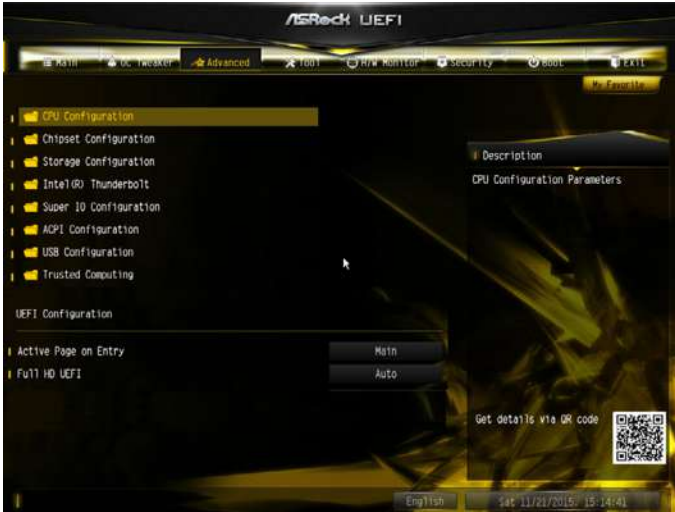 ASRock UEFI
Main OC Tweaker Advanced Tool H/W Monitor Security Boot Exit
My Favorite
CPU Configuration
Chipset Configuration
Storage Configuration
Intel(R) Thunderbolt
Super IO Configuration
ACPI Configuration
USB Configuration
Trusted Computing
UEFI Configuration
Active Page on Entry Main
Full HD UEFI Auto
Description
CPU Configuration Parameters
Get details via QR code
English Sat 11/21/2015. 15:14:41